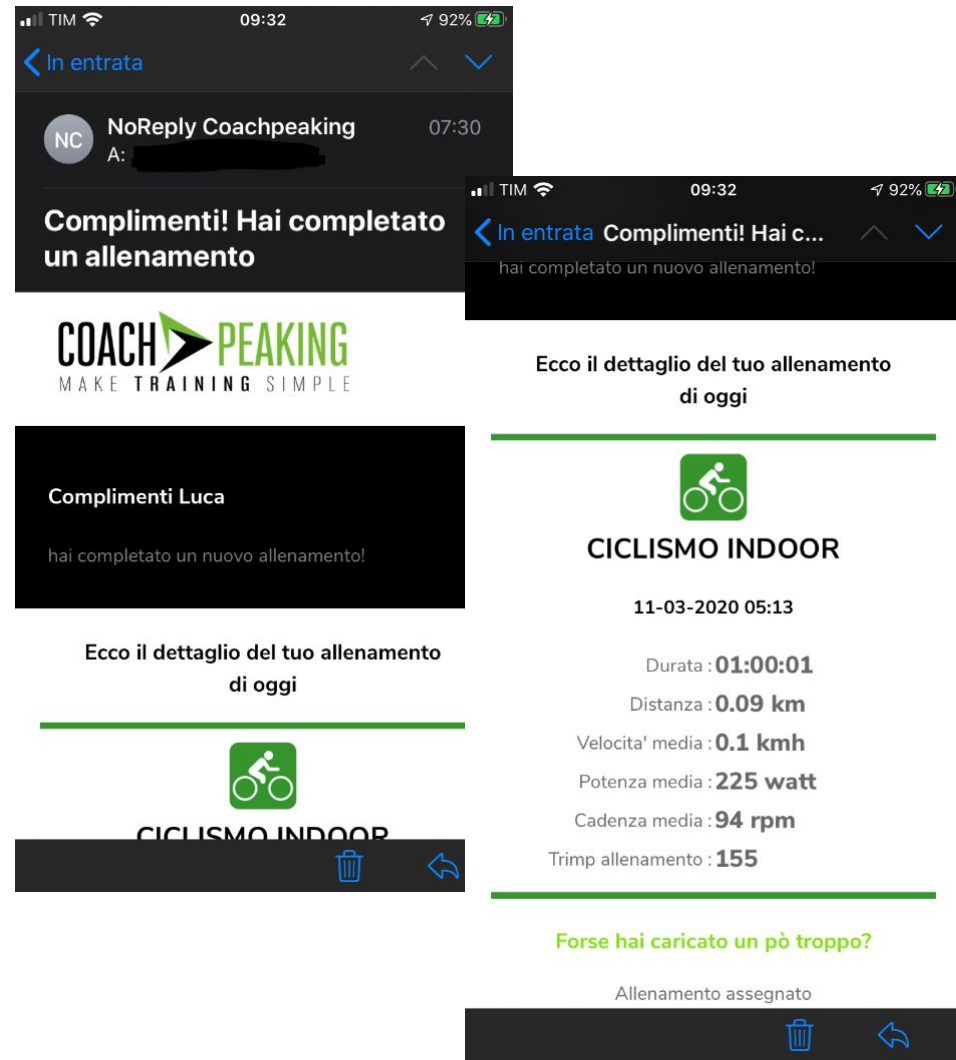 TIM 09:32 92%
In entrata
NC
NoReply Coachpeaking 07:30
A:
Complimenti! Hai completato
un allenamento
COACH PEAKING
MAKE TRAINING SIMPLE
Complimenti Luca
hai completato un nuovo allenamento!
Ecco il dettaglio del tuo allenamento
di oggi
CICLISMO INDOOR
TIM 09:32 92%
In entrata Complimenti! Hai c...
hai completato un nuovo allenamento!
Ecco il dettaglio del tuo allenamento
di oggi
CICLISMO INDOOR
11-03-2020 05:13
Durata : 01:00:01
Distanza : 0.09 km
Velocita' media : 0.1 kmh
Potenza media : 225 watt
Cadenza media : 94 rpm
Trimp allenamento : 155
Forse hai caricato un pò troppo?
Allenamento assegnato